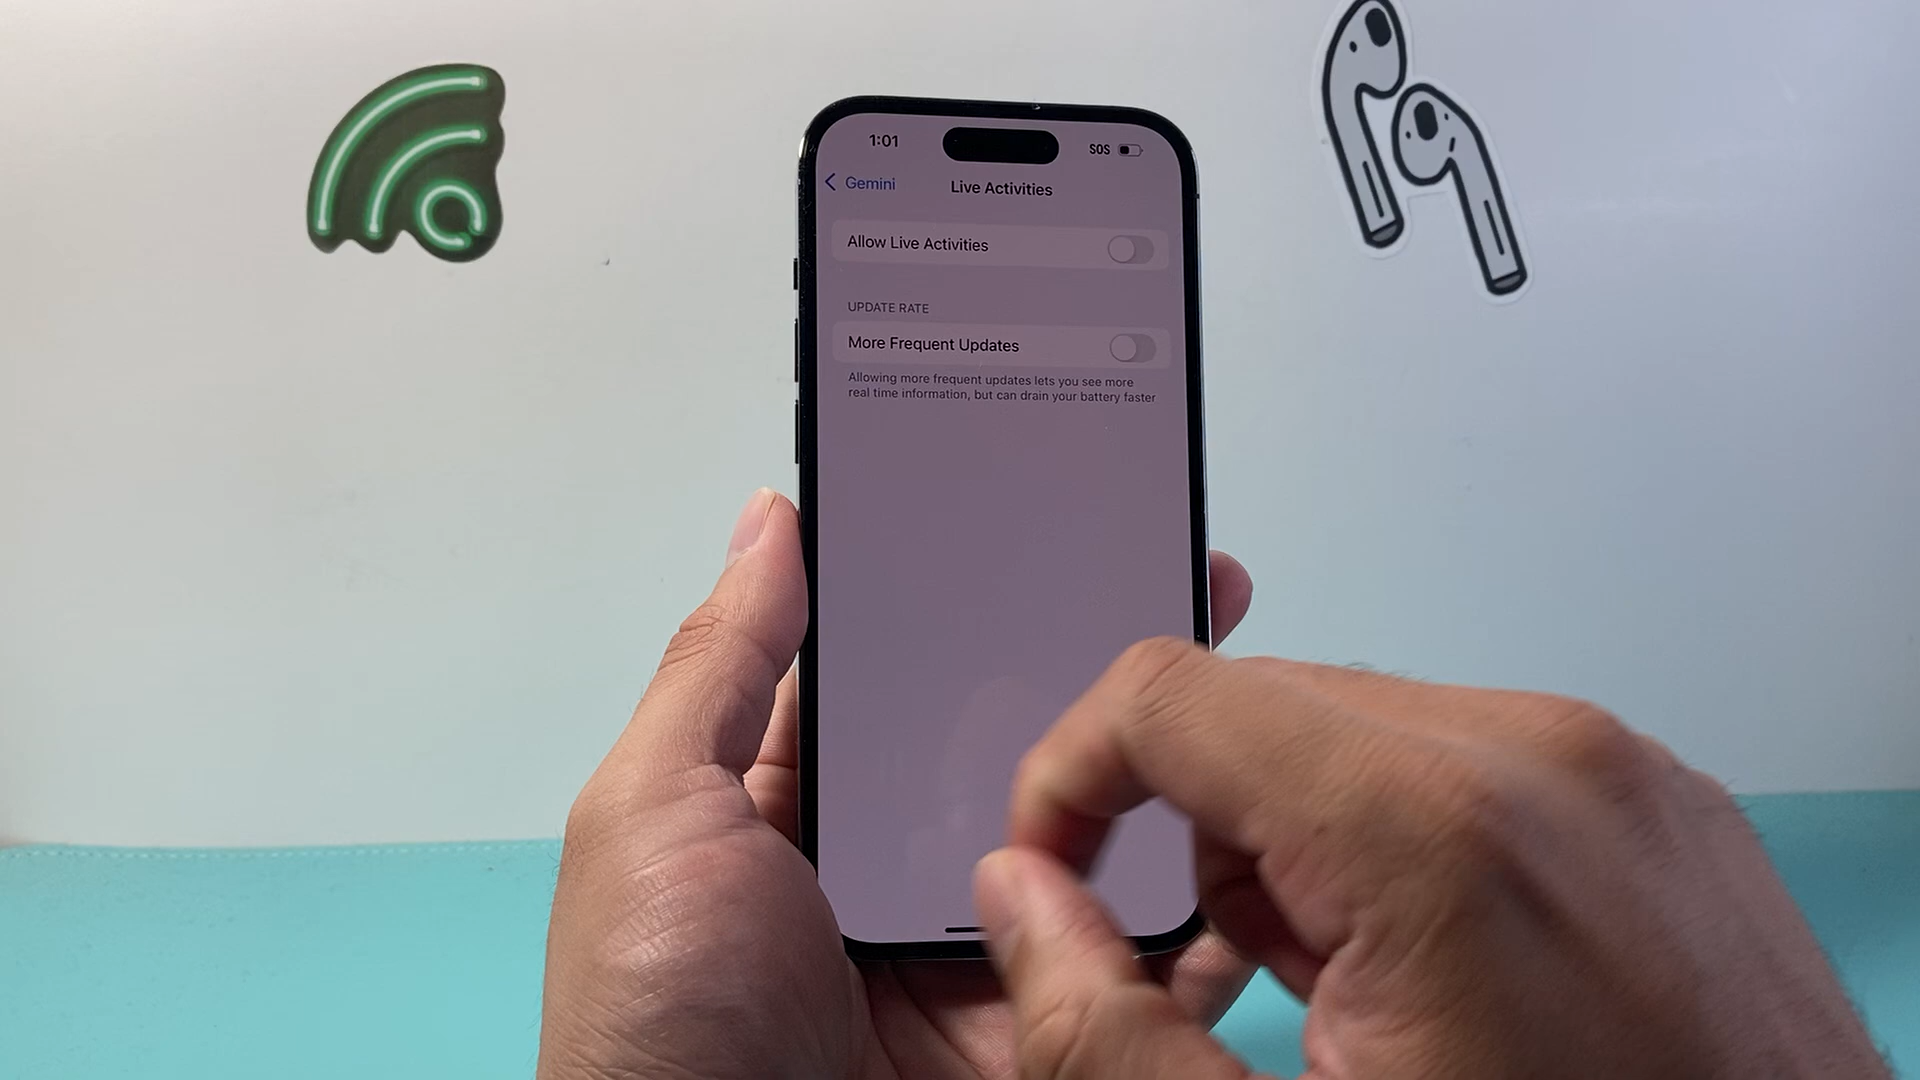 1:01
SOS
Gemini
Live Activities
Allow Live Activities
UPDATE RATE
More Frequent Updates
Allowing more frequent updates lets you see more
real time information, but can drain your battery faster